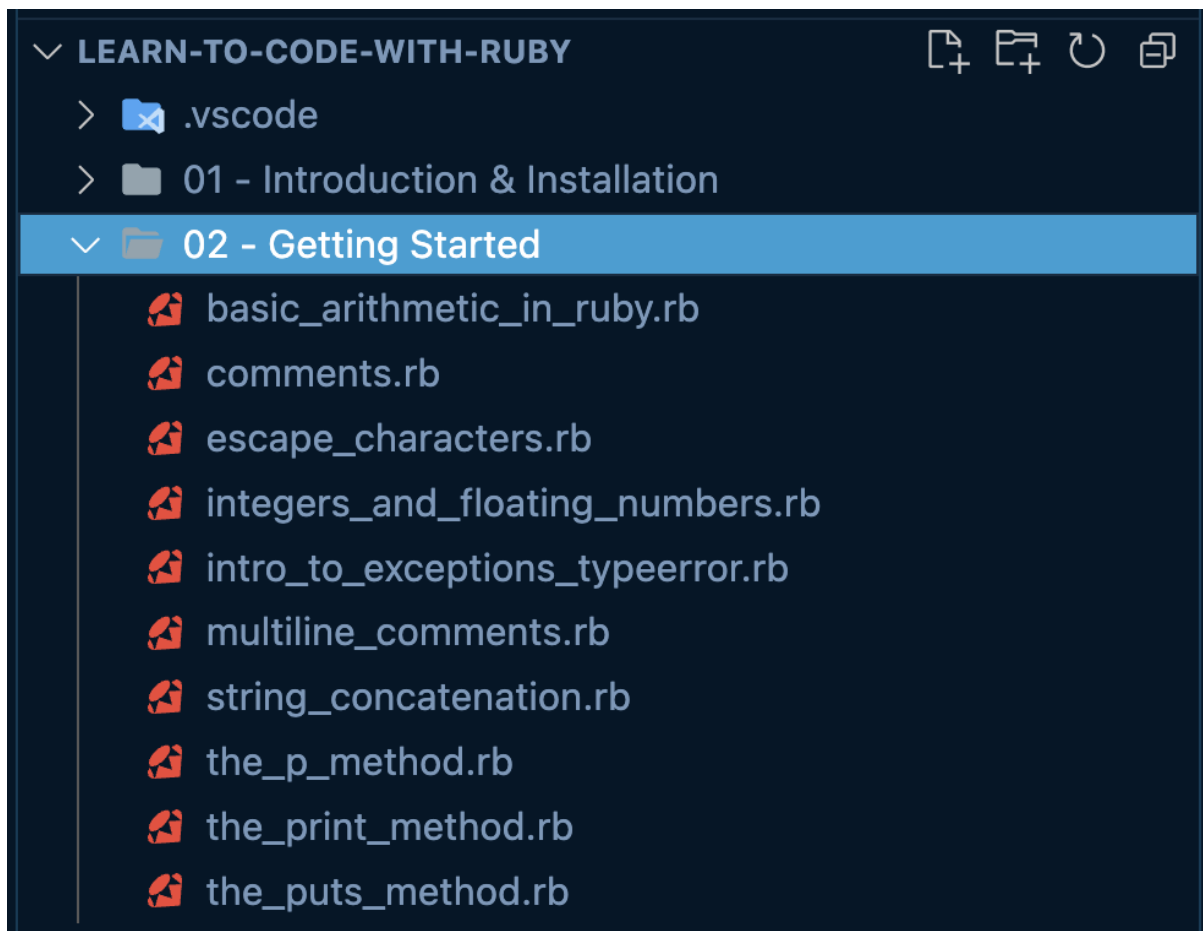 LEARN-TO-CODE-WITH-RUBY
.vscode
01 - Introduction & Installation
02 - Getting Started
basic_arithmetic_in_ruby.rb
comments.rb
escape_characters.rb
integers_and_floating_numbers.rb
intro_to_exceptions_typeerror.rb
multiline_comments.rb
string_concatenation.rb
the_p_method.rb
the_print_method.rb
the_puts_method.rb